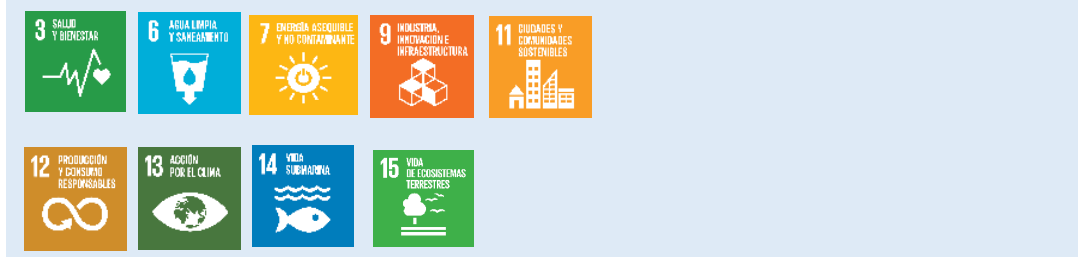 3 SALUD
Y BIENESTAR
6 AGUA LIMPIA
Y SANEAMIENTO
7 ENERGÍA ASEQUIBLE
Y NO CONTAMINANTE
9 INDUSTRIA,
INNOVACIÓN E
INFRAESTRUCTURA
11 CIUDADES Y
COMUNIDADES
SOSTENIBLES
12 PRODUCCIÓN
Y CONSUMO
RESPONSABLES
13 ACCIÓN
POR EL CLIMA
14 VIDA
SUBMARINA
15 VIDA
DE ECOSISTEMAS
TERRESTRES